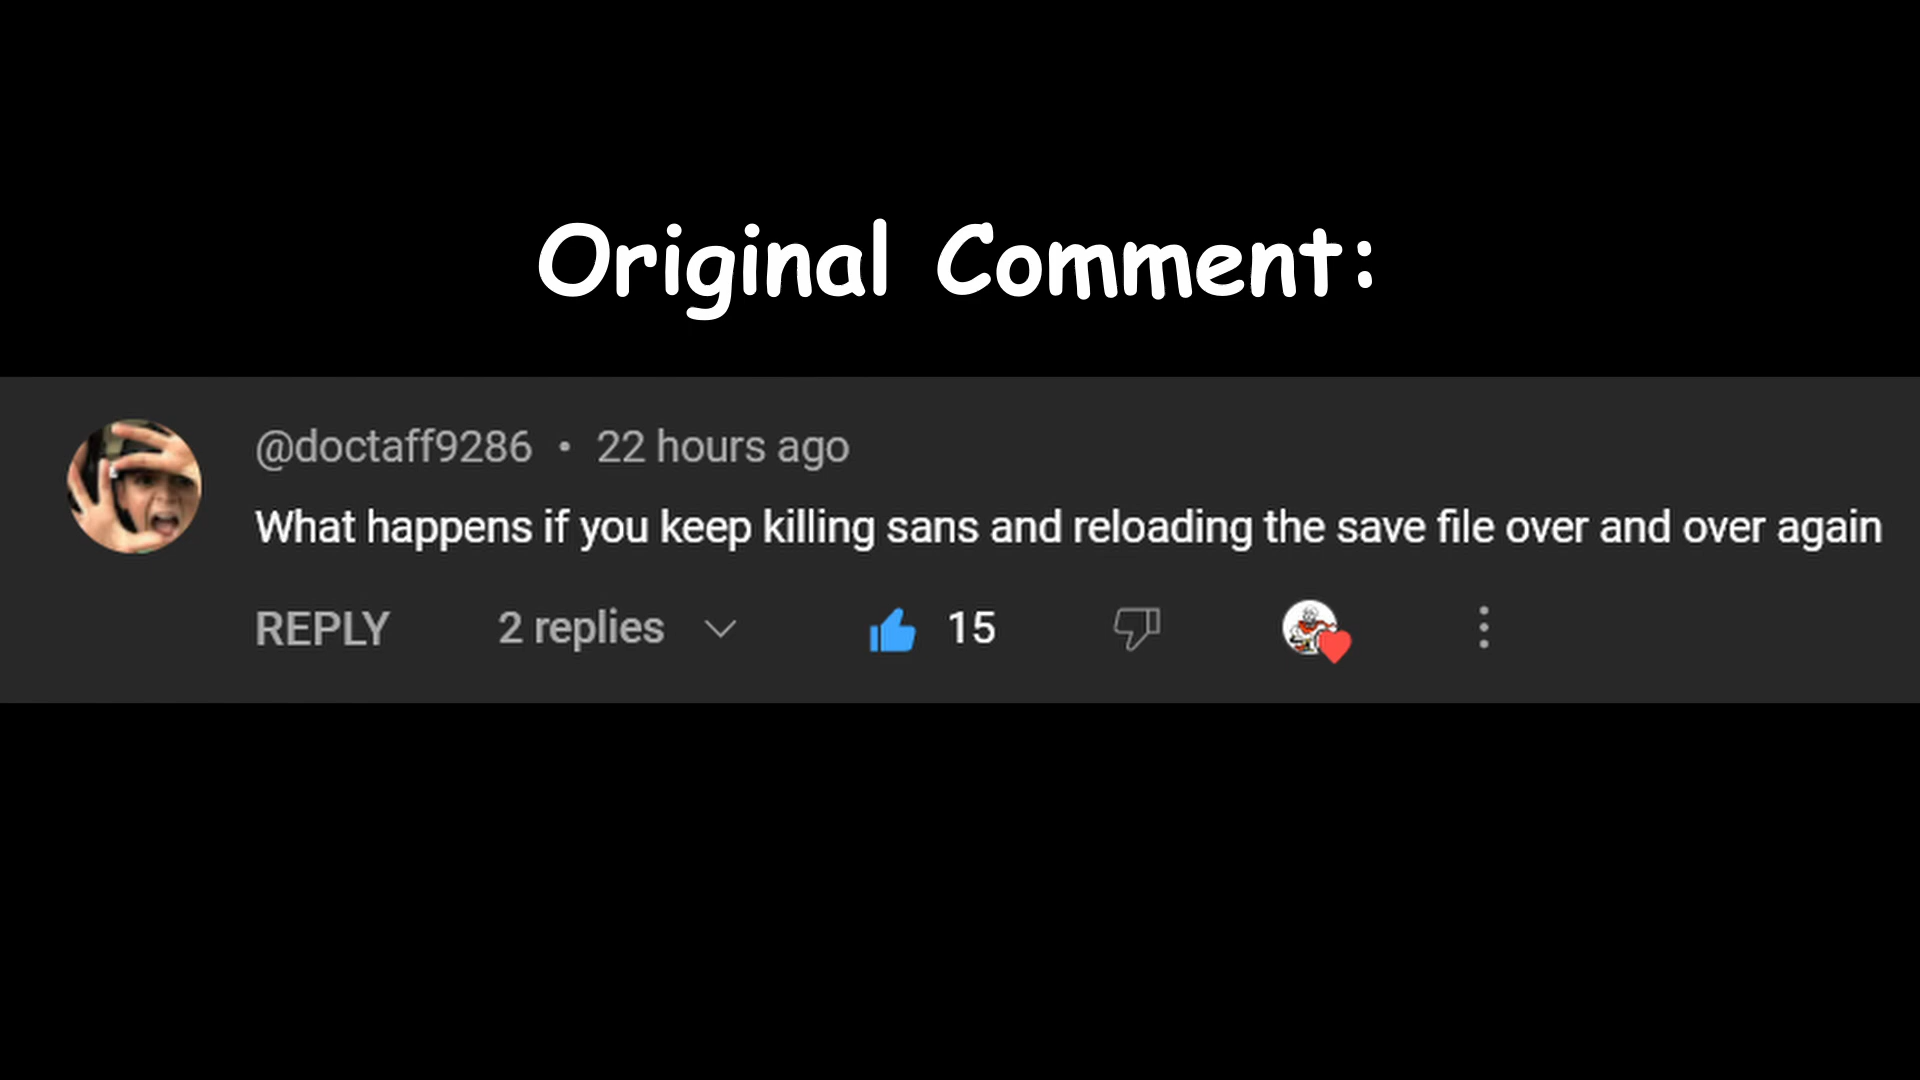 Original Comment:
@doctaff9286 • 22 hours ago
What happens if you keep killing sans and reloading the save file over and over again
REPLY 2 replies 15